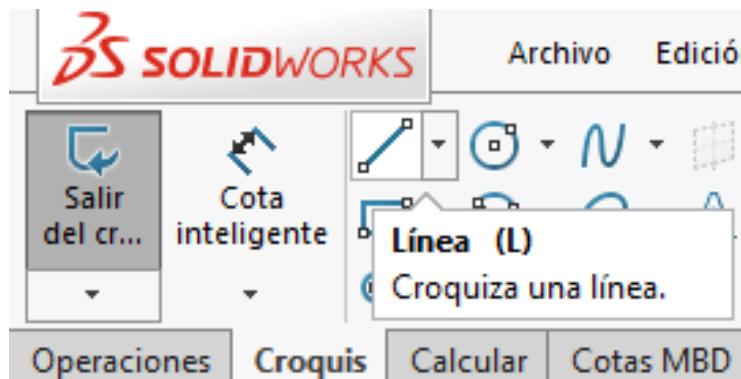 SOLIDWORKS
Archivo Edició
Salir
del cr...
Cota
inteligente
Línea (L)
Croquiza una línea.
Operaciones Croquis Calcular Cotas MBD